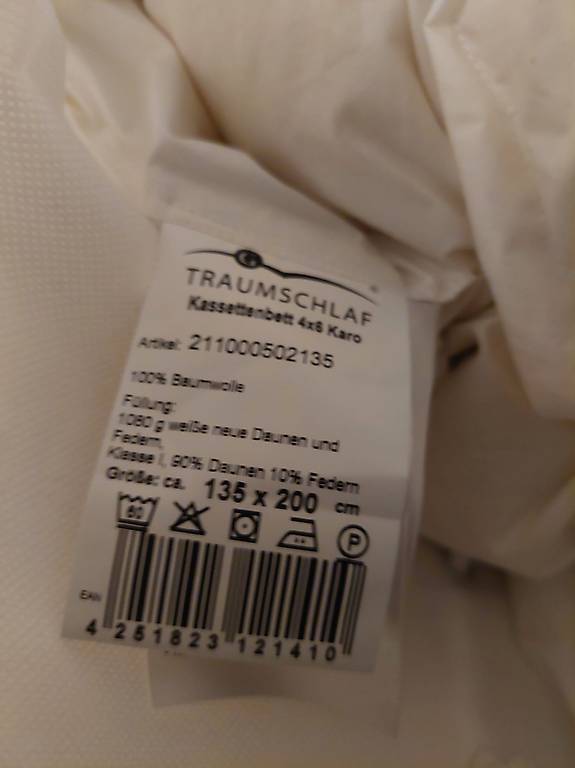 TRAUMSCHLAF
Kassettenbett 4x6 Karo
Artikel: 211000502135
100% Baumwolle
Füllung:
1080 g weiße neue Daunen und
Federn,
Klasse I, 90% Daunen 10% Federn
Größe: ca. 135 x 200 cm
60 P
EAN
4 251823 121410